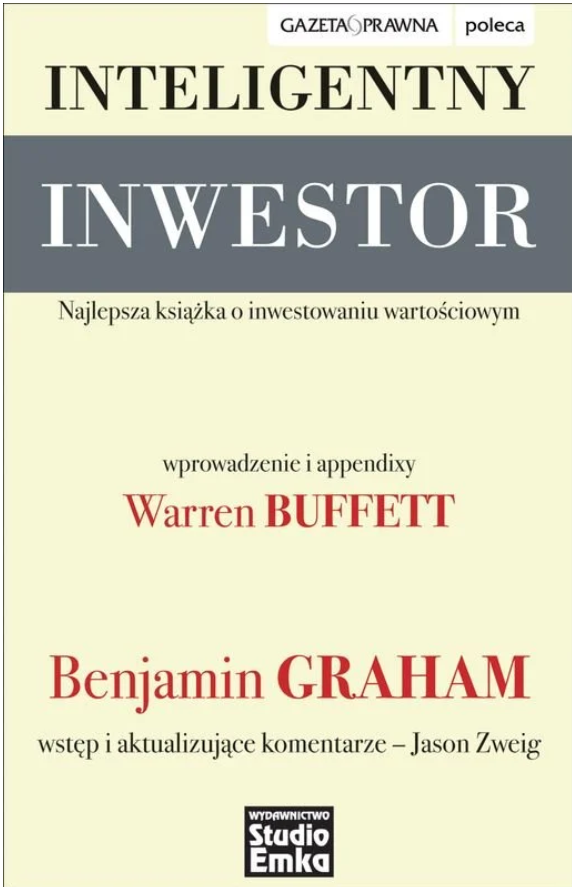 GAZETA PRAWNA poleca
INTELIGENTNY
INWESTOR
Najlepsza książka o inwestowaniu wartościowym
wprowadzenie i appendixy
Warren BUFFETT
Benjamin GRAHAM
wstęp i aktualizujące komentarze – Jason Zweig
WYDAWNICTWO
Studio
Emka